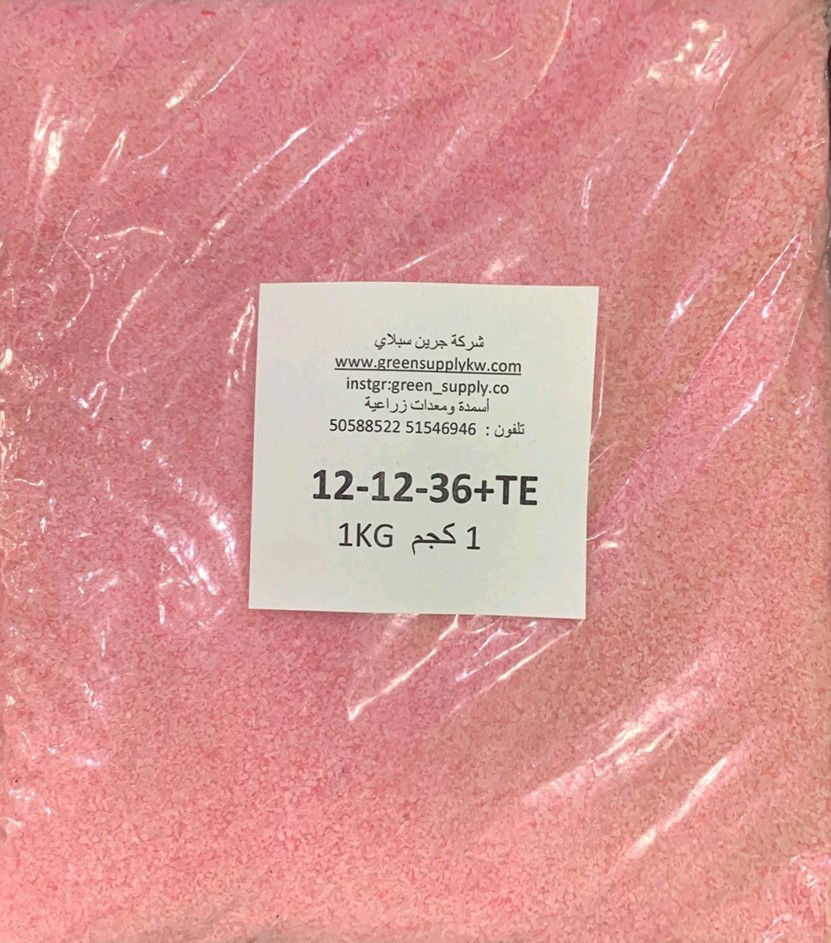 شركة جرين سبلاي
www.greensupplykw.com
instgr:green_supply.co
أسمدة ومعدات زراعية
تلفون : 51546946 50588522
12-12-36+TE
1 كجم 1KG